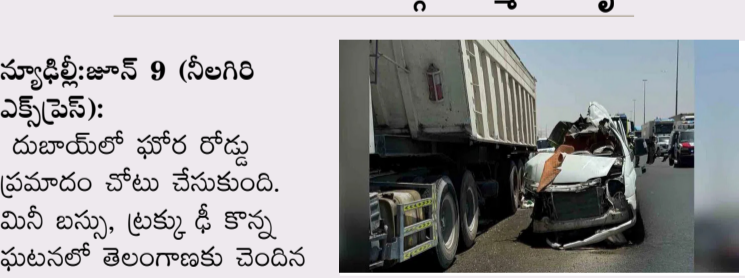 న్యూఢిల్లీ:జూన్ 9 (నీలగిరి
ఎక్స్‌ప్రెస్):
దుబాయ్‌లో ఘోర రోడ్డు
ప్రమాదం చోటు చేసుకుంది.
మినీ బస్సు, ట్రక్కు ఢీ కొన్న
ఘటనలో తెలంగాణకు చెందిన